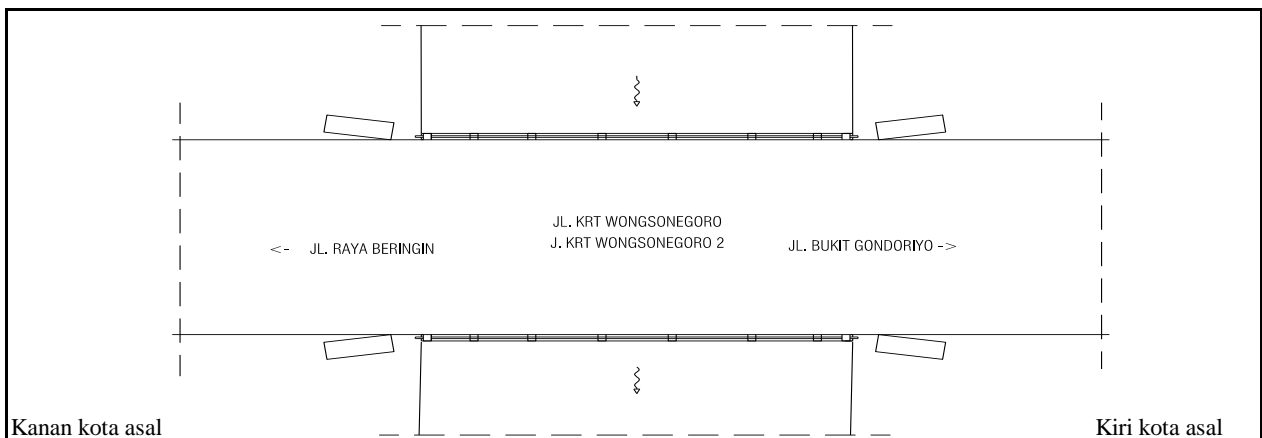 JL. KRT WONGSONEGORO
J. KRT WONGSONEGORO 2
<- JL. RAYA BERINGIN
JL. BUKIT GONDORIYO ->
Kanan kota asal
Kiri kota asal